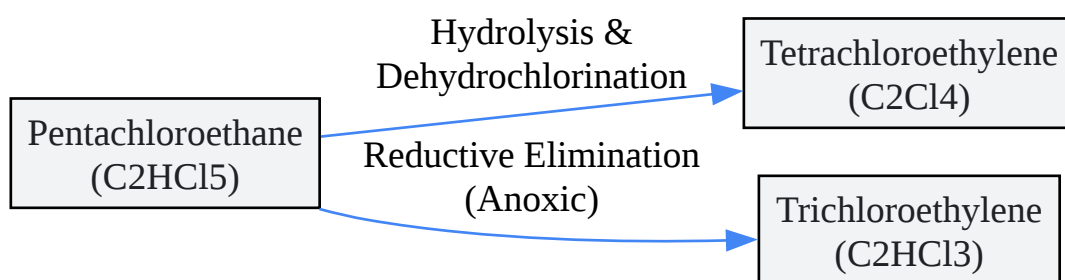 Pentachloroethane
(C2HCl5)
Hydrolysis &
Dehydrochlorination
Tetrachloroethylene
(C2Cl4)
Reductive Elimination
(Anoxic)
Trichloroethylene
(C2HCl3)